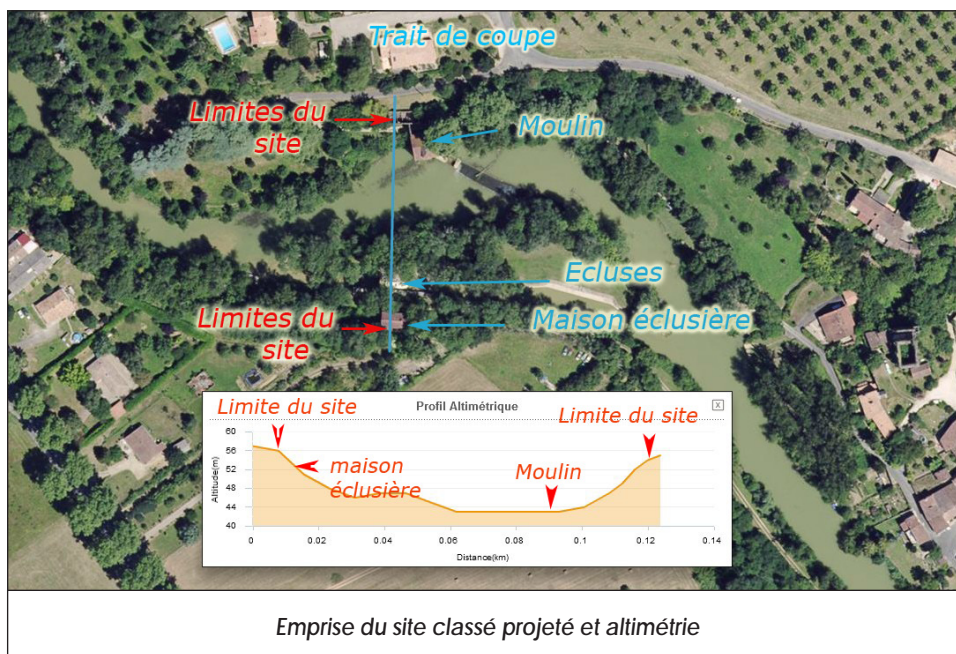 Trait de coupe
Limites du
site
Moulin
Ecluses
Limites du
site
Maison éclusière
Profil Altimétrique
X
Limite du site
Limite du site
maison
éclusière
Moulin
Altitude(m)
60
56
52
48
44
40
0
0.02
0.04
0.06
0.08
0.1
0.12
0.14
Distance(km)
Emprise du site classé projeté et altimétrie